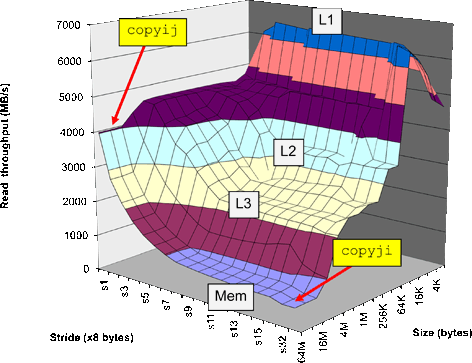 7000
6000
5000
4000
3000
2000
1000
0
Read throughput (MB/s)
copyij
L1
L2
L3
Mem
copyji
s1
s3
s5
s7
s9
s11
s13
s15
s32
Stride (x8 bytes)
64M
16M
4M
1M
256K
64K
16K
4K
Size (bytes)